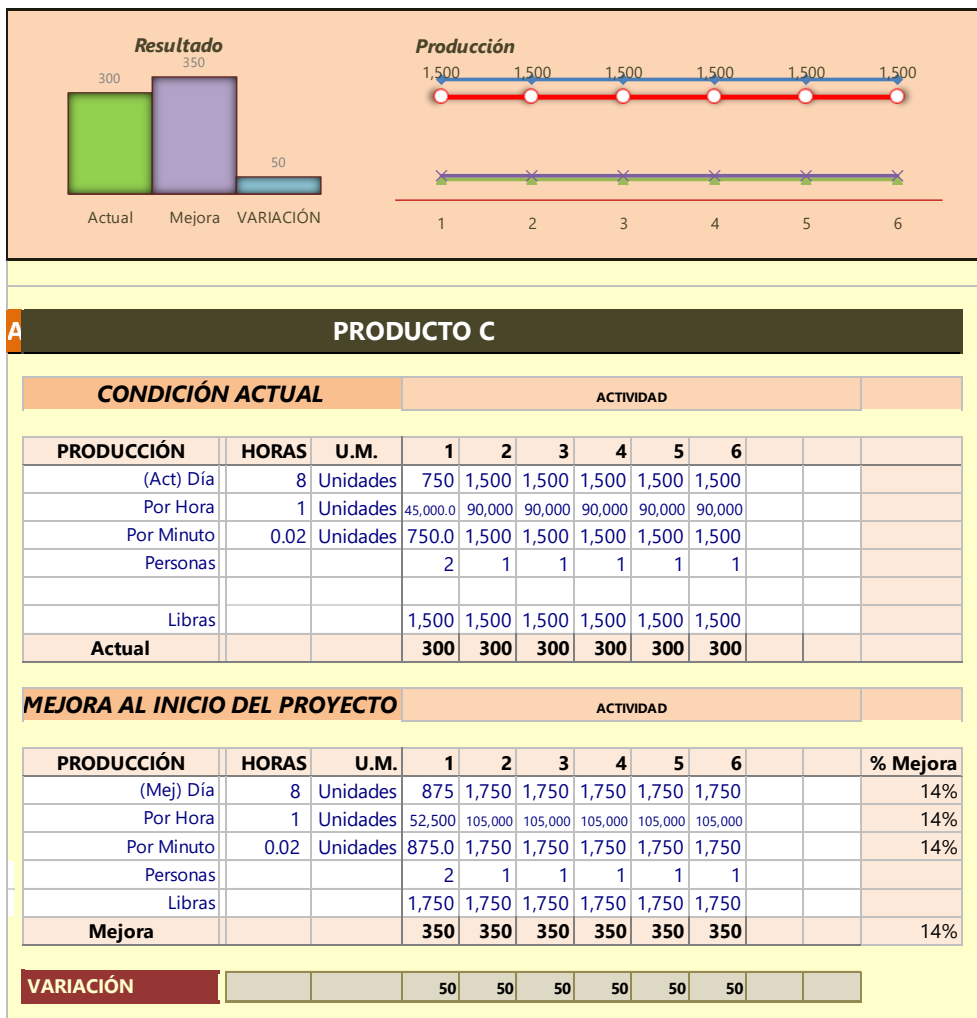 Resultado
350
300
50
Actual Mejora VARIACIÓN
Producción
1,500 1,500 1,500 1,500 1,500 1,500
1 2 3 4 5 6
A PRODUCTO C
CONDICIÓN ACTUAL ACTIVIDAD
PRODUCCIÓN HORAS U.M. 1 2 3 4 5 6
(Act) Día 8 Unidades 750 1,500 1,500 1,500 1,500 1,500
Por Hora 1 Unidades 45,000.0 90,000 90,000 90,000 90,000 90,000
Por Minuto 0.02 Unidades 750.0 1,500 1,500 1,500 1,500 1,500
Personas 2 1 1 1 1 1
Libras 1,500 1,500 1,500 1,500 1,500 1,500
Actual 300 300 300 300 300 300
MEJORA AL INICIO DEL PROYECTO ACTIVIDAD
PRODUCCIÓN HORAS U.M. 1 2 3 4 5 6 % Mejora
(Mej) Día 8 Unidades 875 1,750 1,750 1,750 1,750 1,750 14%
Por Hora 1 Unidades 52,500 105,000 105,000 105,000 105,000 105,000 14%
Por Minuto 0.02 Unidades 875.0 1,750 1,750 1,750 1,750 1,750 14%
Personas 2 1 1 1 1 1
Libras 1,750 1,750 1,750 1,750 1,750 1,750
Mejora 350 350 350 350 350 350 14%
VARIACIÓN 50 50 50 50 50 50